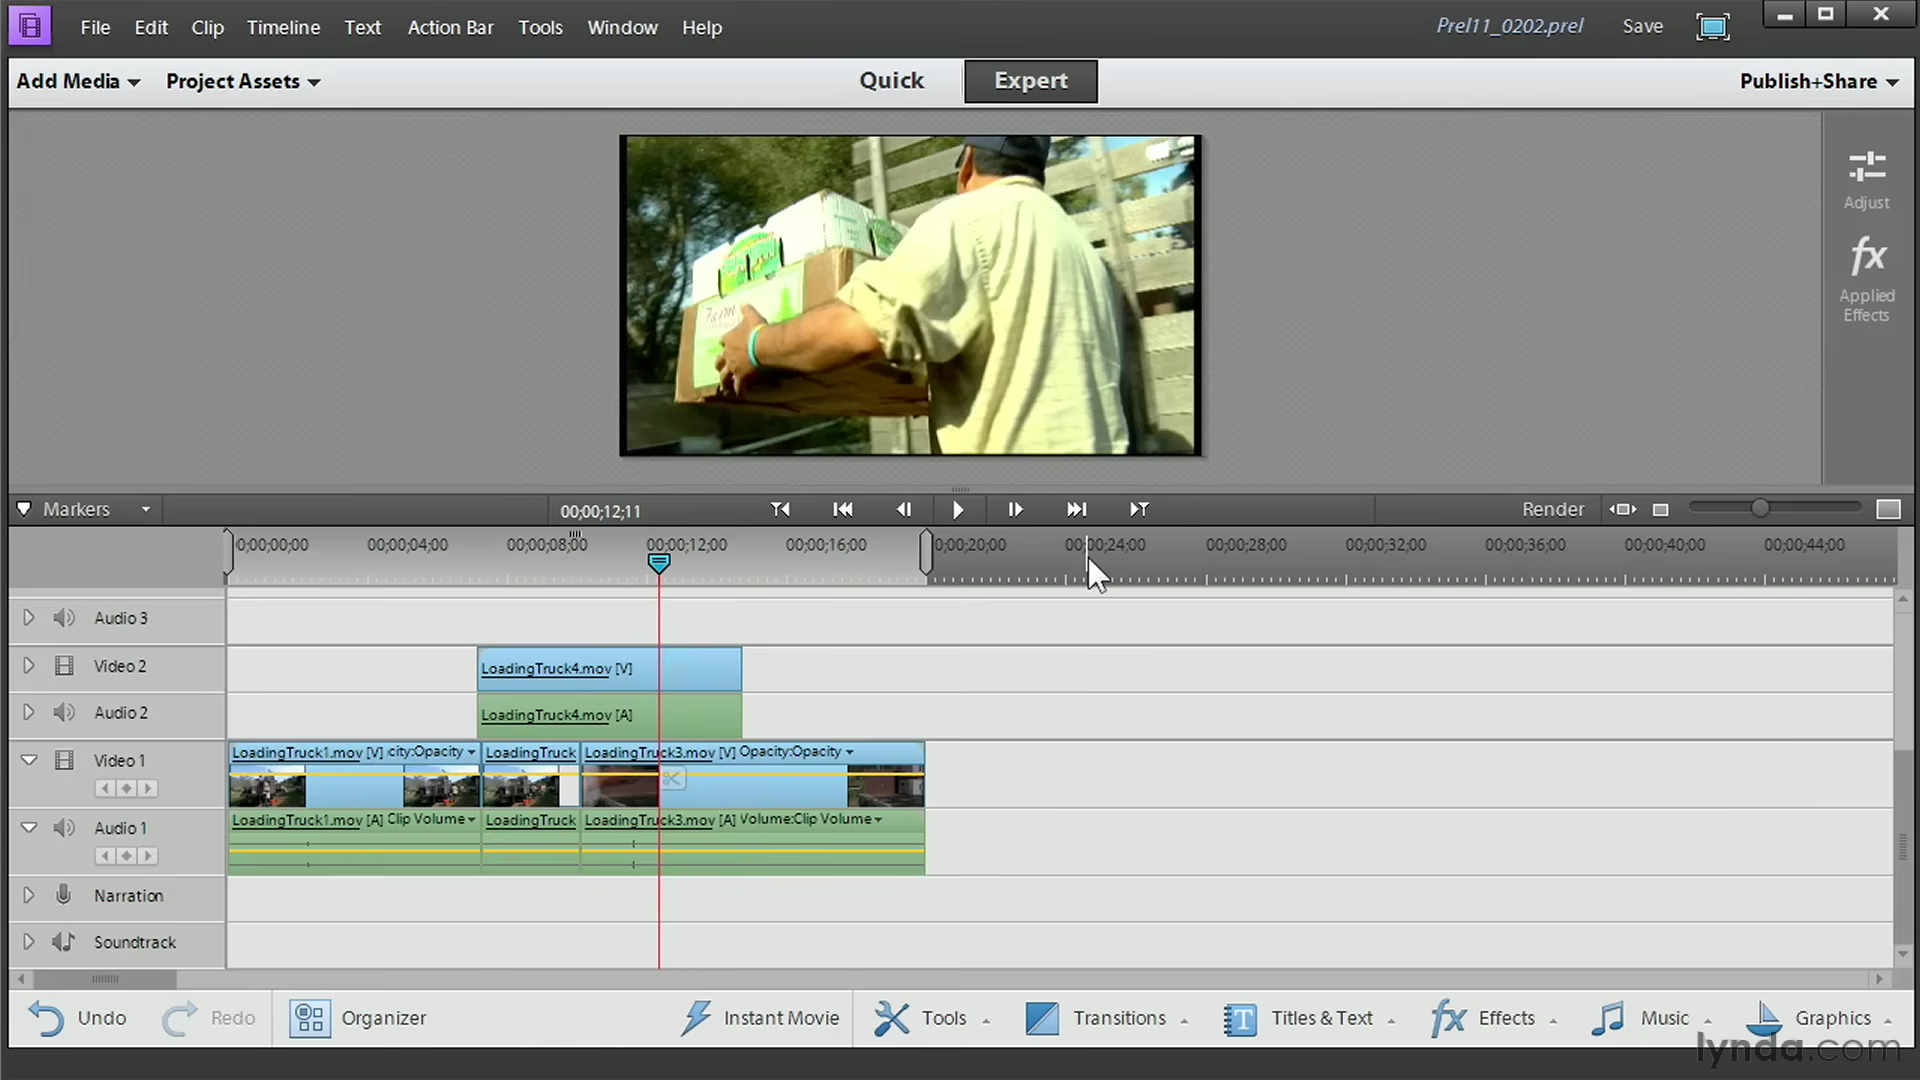 File Edit Clip Timeline Text Action Bar Tools Window Help Prel11_0202.prel Save
Add Media Project Assets Quick Expert Publish+Share
Adjust
fx
Applied
Effects
Markers 00;00;12;11 Render
0;00;00;00 00;00;04;00 00;00;08;00 00;00;12;00 00;00;16;00 0;00;20;00 00;00;24;00 00;00;28;00 00;00;32;00 00;00;36;00 00;00;40;00 00;00;44;00
Audio 3
Video 2 LoadingTruck4.mov [V]
Audio 2 LoadingTruck4.mov [A]
LoadingTruck1.mov [V] :city:Opacity LoadingTruck LoadingTruck3.mov [V] Opacity:Opacity
Video 1
LoadingTruck1.mov [A] Clip Volume LoadingTruck LoadingTruck3.mov [A] Volume:Clip Volume
Audio 1
Narration
Soundtrack
Undo Redo Organizer Instant Movie Tools Transitions T Titles & Text fx Effects Music Graphics
lynda.com